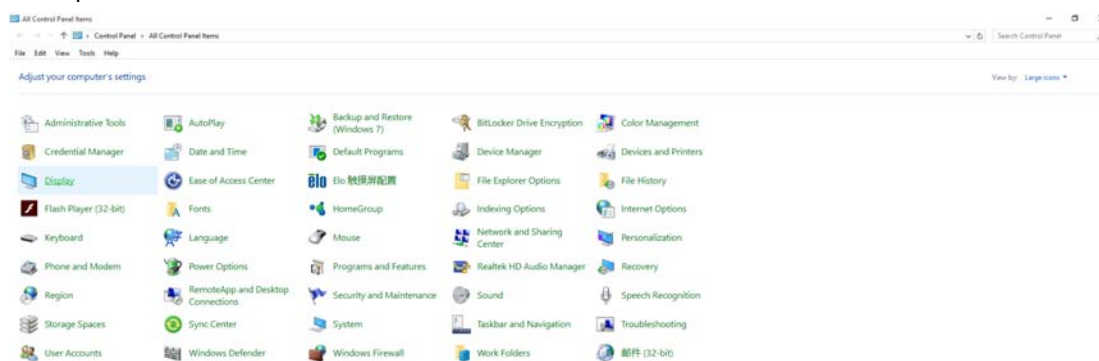 All Control Panel Items
Control Panel › All Control Panel Items
Search Control Panel
File Edit View Tools Help
Adjust your computer's settings
View by: Large icons
Administrative Tools
AutoPlay
Backup and Restore
(Windows 7)
BitLocker Drive Encryption
Color Management
Credential Manager
Date and Time
Default Programs
Device Manager
Devices and Printers
Display
Ease of Access Center
elo
Elo 触摸屏配置
File Explorer Options
File History
Flash Player (32-bit)
Fonts
HomeGroup
Indexing Options
Internet Options
Keyboard
Language
Mouse
Network and Sharing
Center
Personalization
Phone and Modem
Power Options
Programs and Features
Realtek HD Audio Manager
Recovery
Region
RemoteApp and Desktop
Connections
Security and Maintenance
Sound
Speech Recognition
Storage Spaces
Sync Center
System
Taskbar and Navigation
Troubleshooting
User Accounts
Windows Defender
Windows Firewall
Work Folders
邮件 (32-bit)